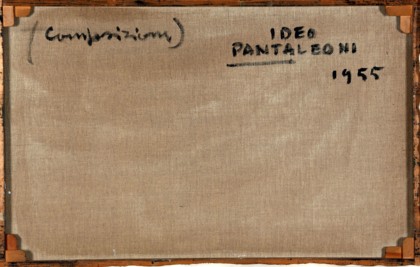 (Composizione)
IDEO
PANTALEONI
1955